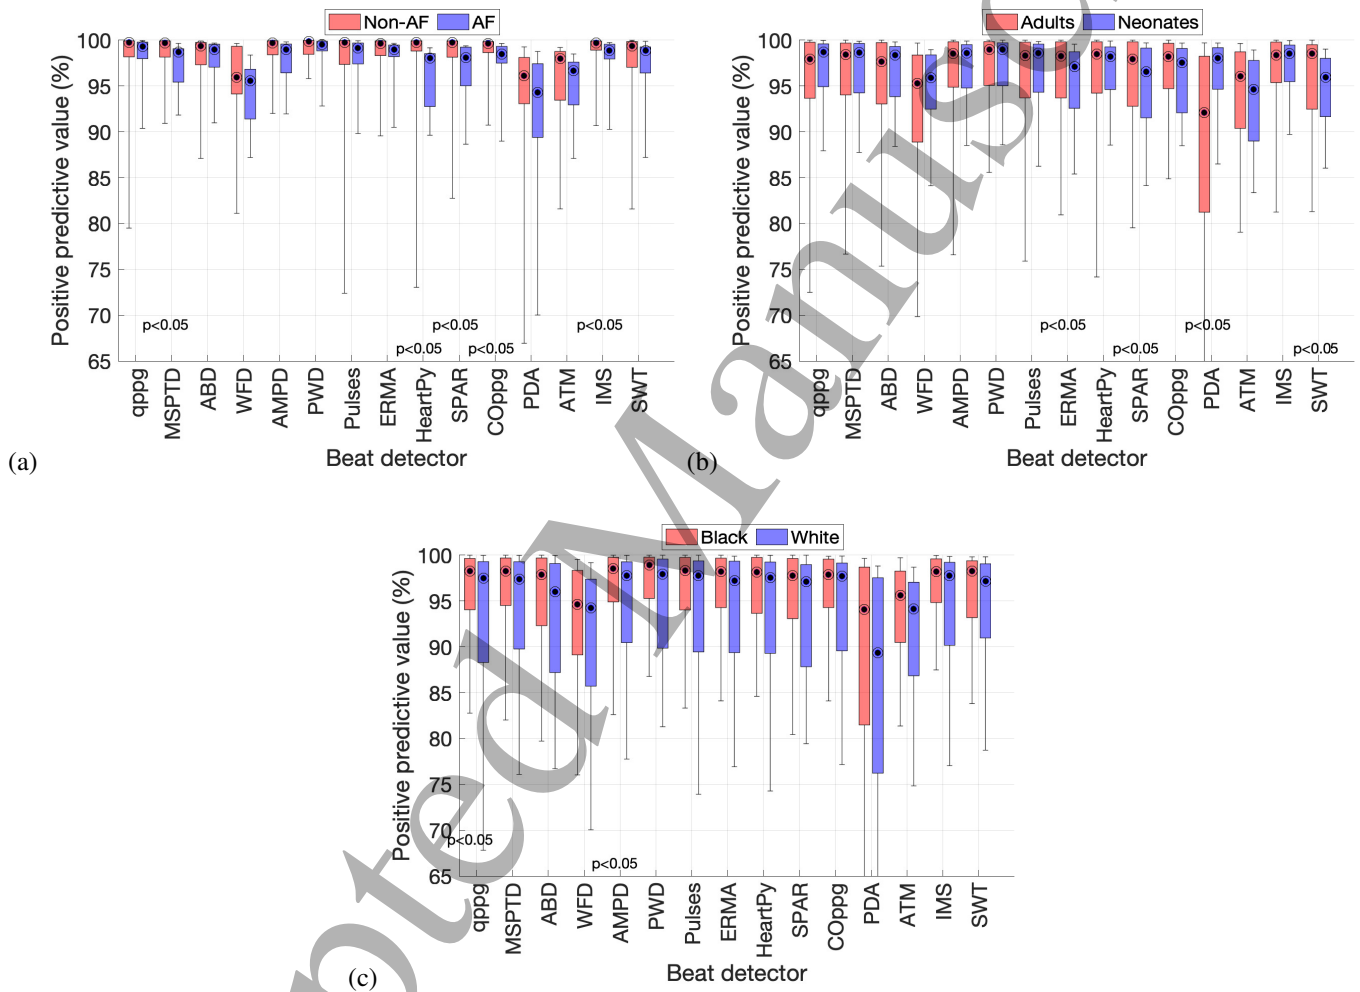 Non-AF AF
Positive predictive value (%)
100
95
90
85
80
75
70
65
p<0.05 p<0.05 p<0.05
p<0.05 p<0.05
qppg MSPTD ABD WFD AMPD PWD Pulses ERMA HeartPy SPAR COppg PDA ATM IMS SWT
Beat detector
(a)
Adults Neonates
Positive predictive value (%)
100
95
90
85
80
75
70
65
p<0.05 p<0.05
p<0.05 p<0.05
qppg MSPTD ABD WFD AMPD PWD Pulses ERMA HeartPy SPAR COppg PDA ATM IMS SWT
Beat detector
(b)
Black White
Positive predictive value (%)
100
95
90
85
80
75
70
65
p<0.05
p<0.05
qppg MSPTD ABD WFD AMPD PWD Pulses ERMA HeartPy SPAR COppg PDA ATM IMS SWT
Beat detector
(c)
pted Manusc